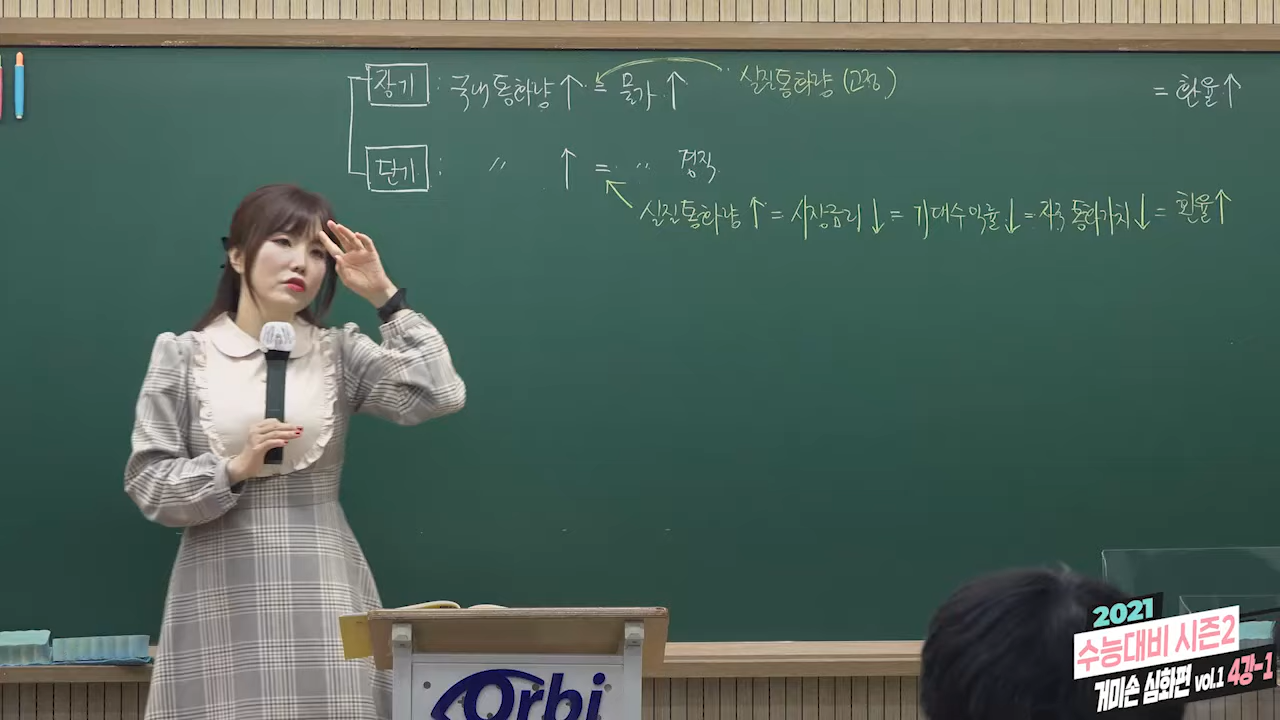 장기 : 국내통화량↑ = 물가↑ 실질통화량 (고정) = 환율↑
단기 : 〃 ↑ = 〃 경직
실질통화량↑ = 시장금리↓ = 기대수익률↓ = 자국 통화가치↓ = 환율↑
Orbi
2021
수능대비 시즌2
거미손 심화편 vol.1 4강-1